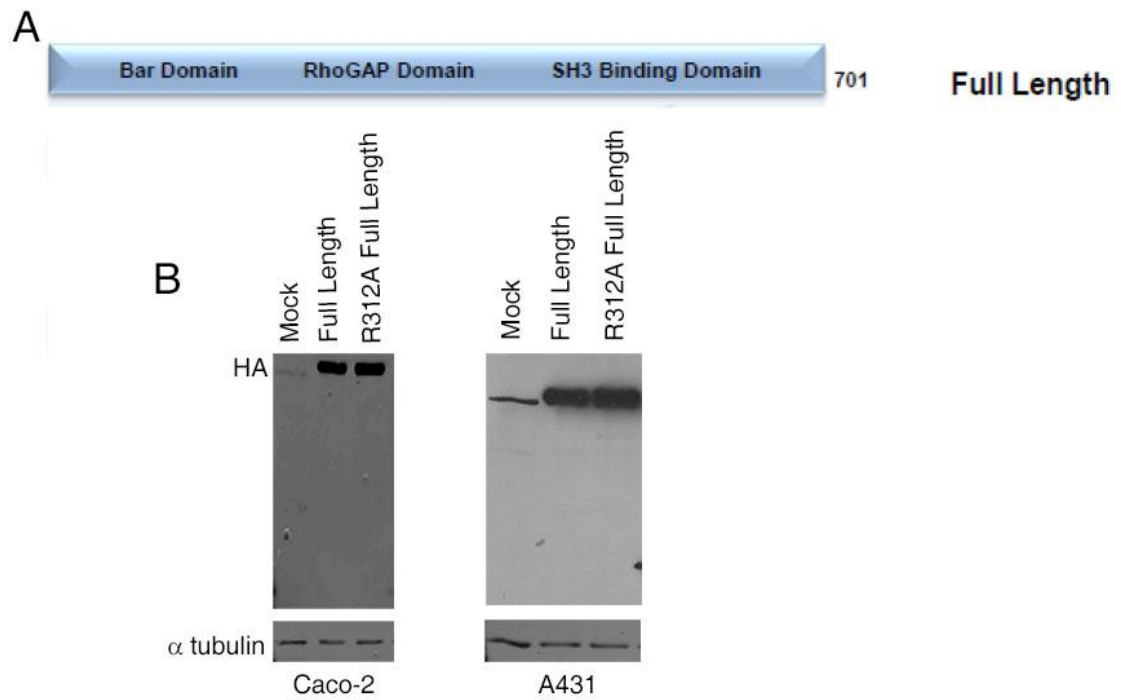 A
Bar Domain RhoGAP Domain SH3 Binding Domain
701
Full Length
B
Mock
Full Length
R312A Full Length
Mock
Full Length
R312A Full Length
HA
α tubulin
Caco-2
A431